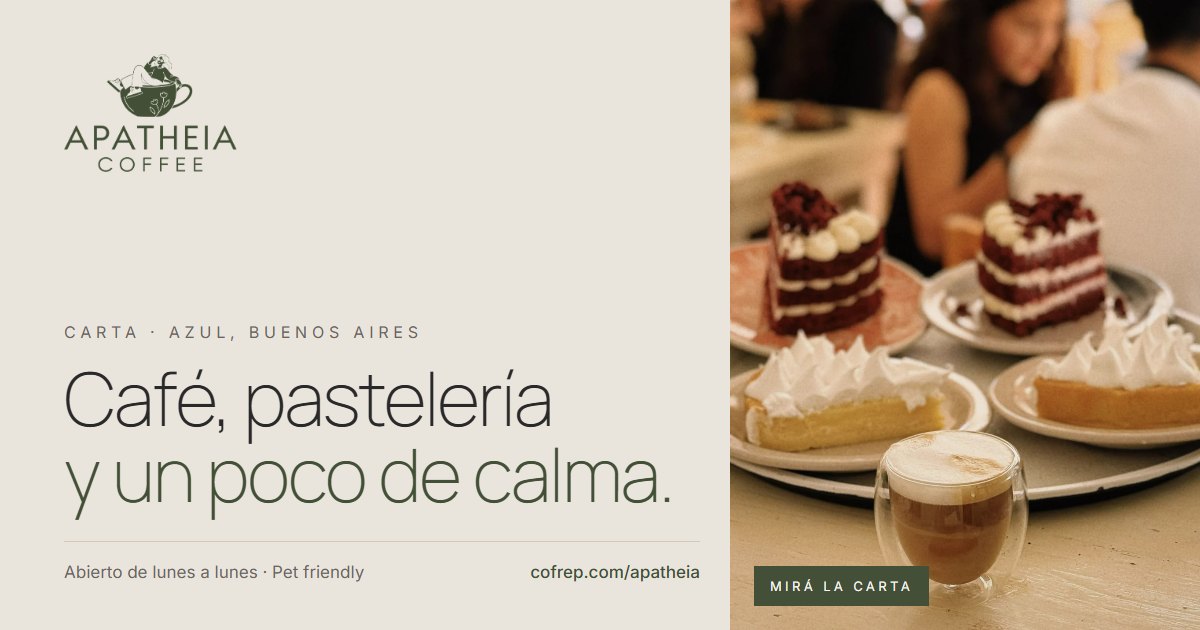 APATHEIA
COFFEE
CARTA · AZUL, BUENOS AIRES
Café, pastelería
y un poco de calma.
Abierto de lunes a lunes · Pet friendly
cofrep.com/apatheia
MIRÁ LA CARTA